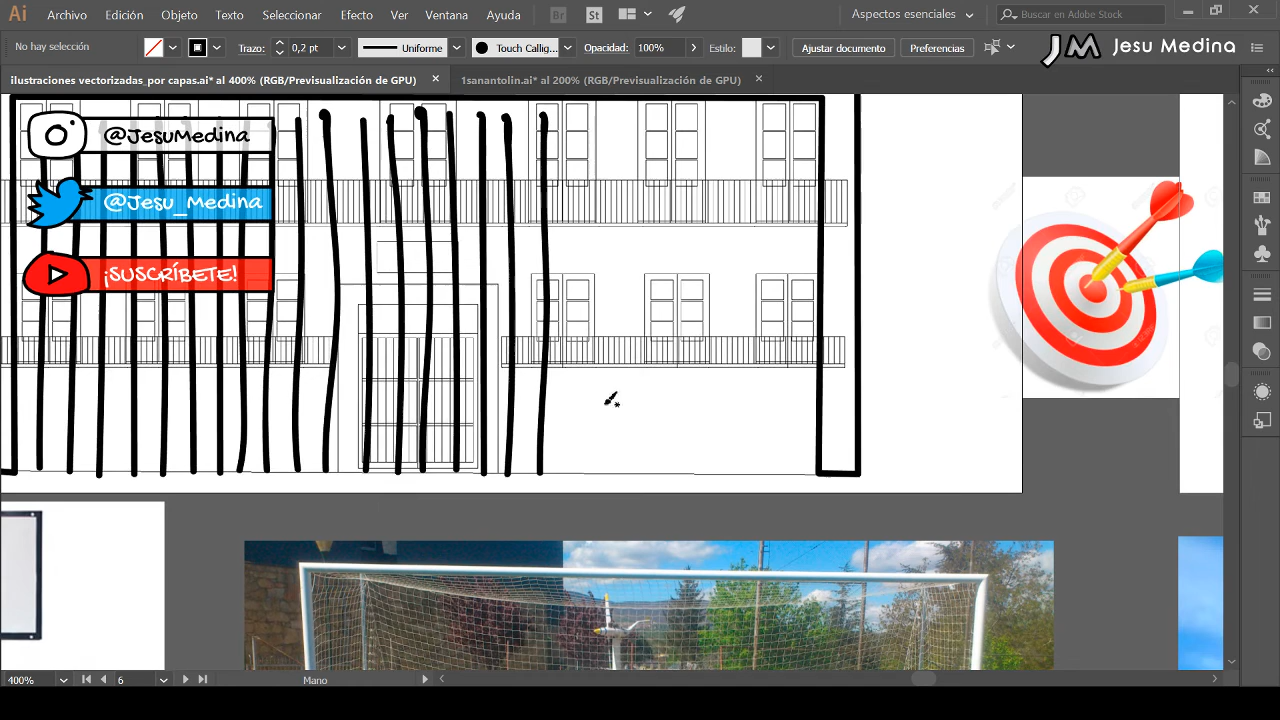 Ai Archivo Edición Objeto Texto Seleccionar Efecto Ver Ventana Ayuda Br St Aspectos esenciales Buscar en Adobe Stock
No hay selección Trazo: 0,2 pt Uniforme Touch Callig... Opacidad: 100% Estilo: Ajustar documento Preferencias JM Jesu Medina
ilustraciones vectorizadas_por capas.ai* al 400% (RGB/Previsualización de GPU) 1sanantolin.ai* al 200% (RGB/Previsualización de GPU)
@JesuMedina
@Jesu_Medina
¡SUSCRÍBETE!
400% 6 Mano